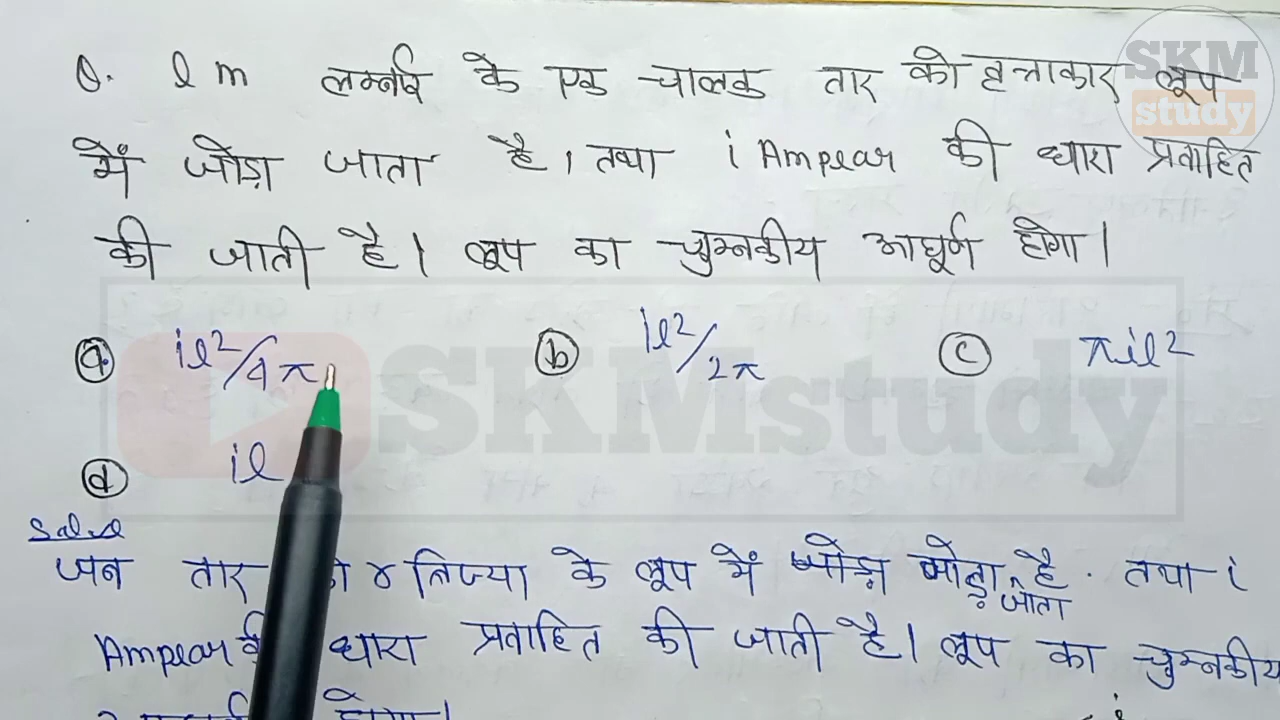 Q. l m लम्बाई के एक चालक तार को वृत्ताकार लूप
में जोड़ा जाता है। तथा i Ampear की धारा प्रवाहित
की जाती है। लूप का चुम्बकीय आघूर्ण होगा।
(a) il²/4π (b) il²/2π (c) πil²
(d) il
Solve
जब तार r त्रिज्या के लूप में मोड़ा जाता है. तथा i
Ampear की धारा प्रवाहित की जाती है। लूप का चुम्बकीय
होगा।
SKM
study
SKMstudy